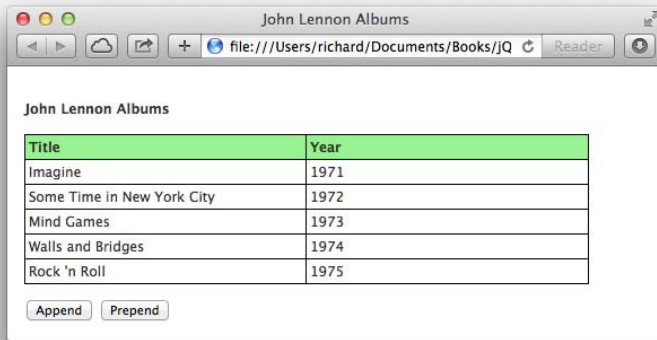 John Lennon Albums
file:///Users/richard/Documents/Books/jQ Reader
John Lennon Albums
Title Year
Imagine 1971
Some Time in New York City 1972
Mind Games 1973
Walls and Bridges 1974
Rock 'n Roll 1975
Append Prepend